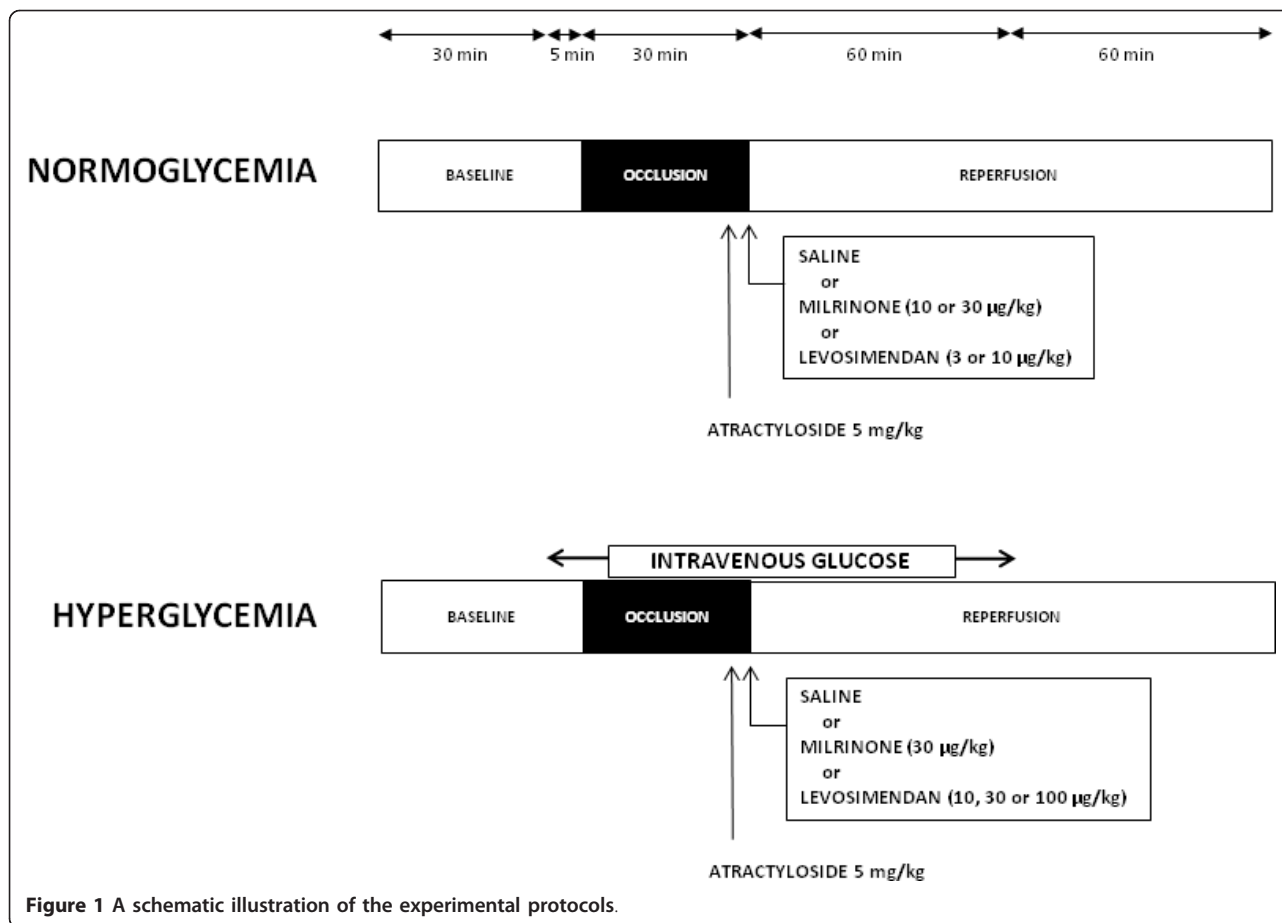 30 min 5 min 30 min 60 min 60 min
NORMOGLYCEMIA
BASELINE OCCLUSION REPERFUSION
SALINE
or
MILRINONE (10 or 30 µg/kg)
or
LEVOSIMENDAN (3 or 10 µg/kg)
ATRACTYLOSIDE 5 mg/kg
INTRAVENOUS GLUCOSE
HYPERGLYCEMIA
BASELINE OCCLUSION REPERFUSION
SALINE
or
MILRINONE (30 µg/kg)
or
LEVOSIMENDAN (10, 30 or 100 µg/kg)
ATRACTYLOSIDE 5 mg/kg
Figure 1 A schematic illustration of the experimental protocols.